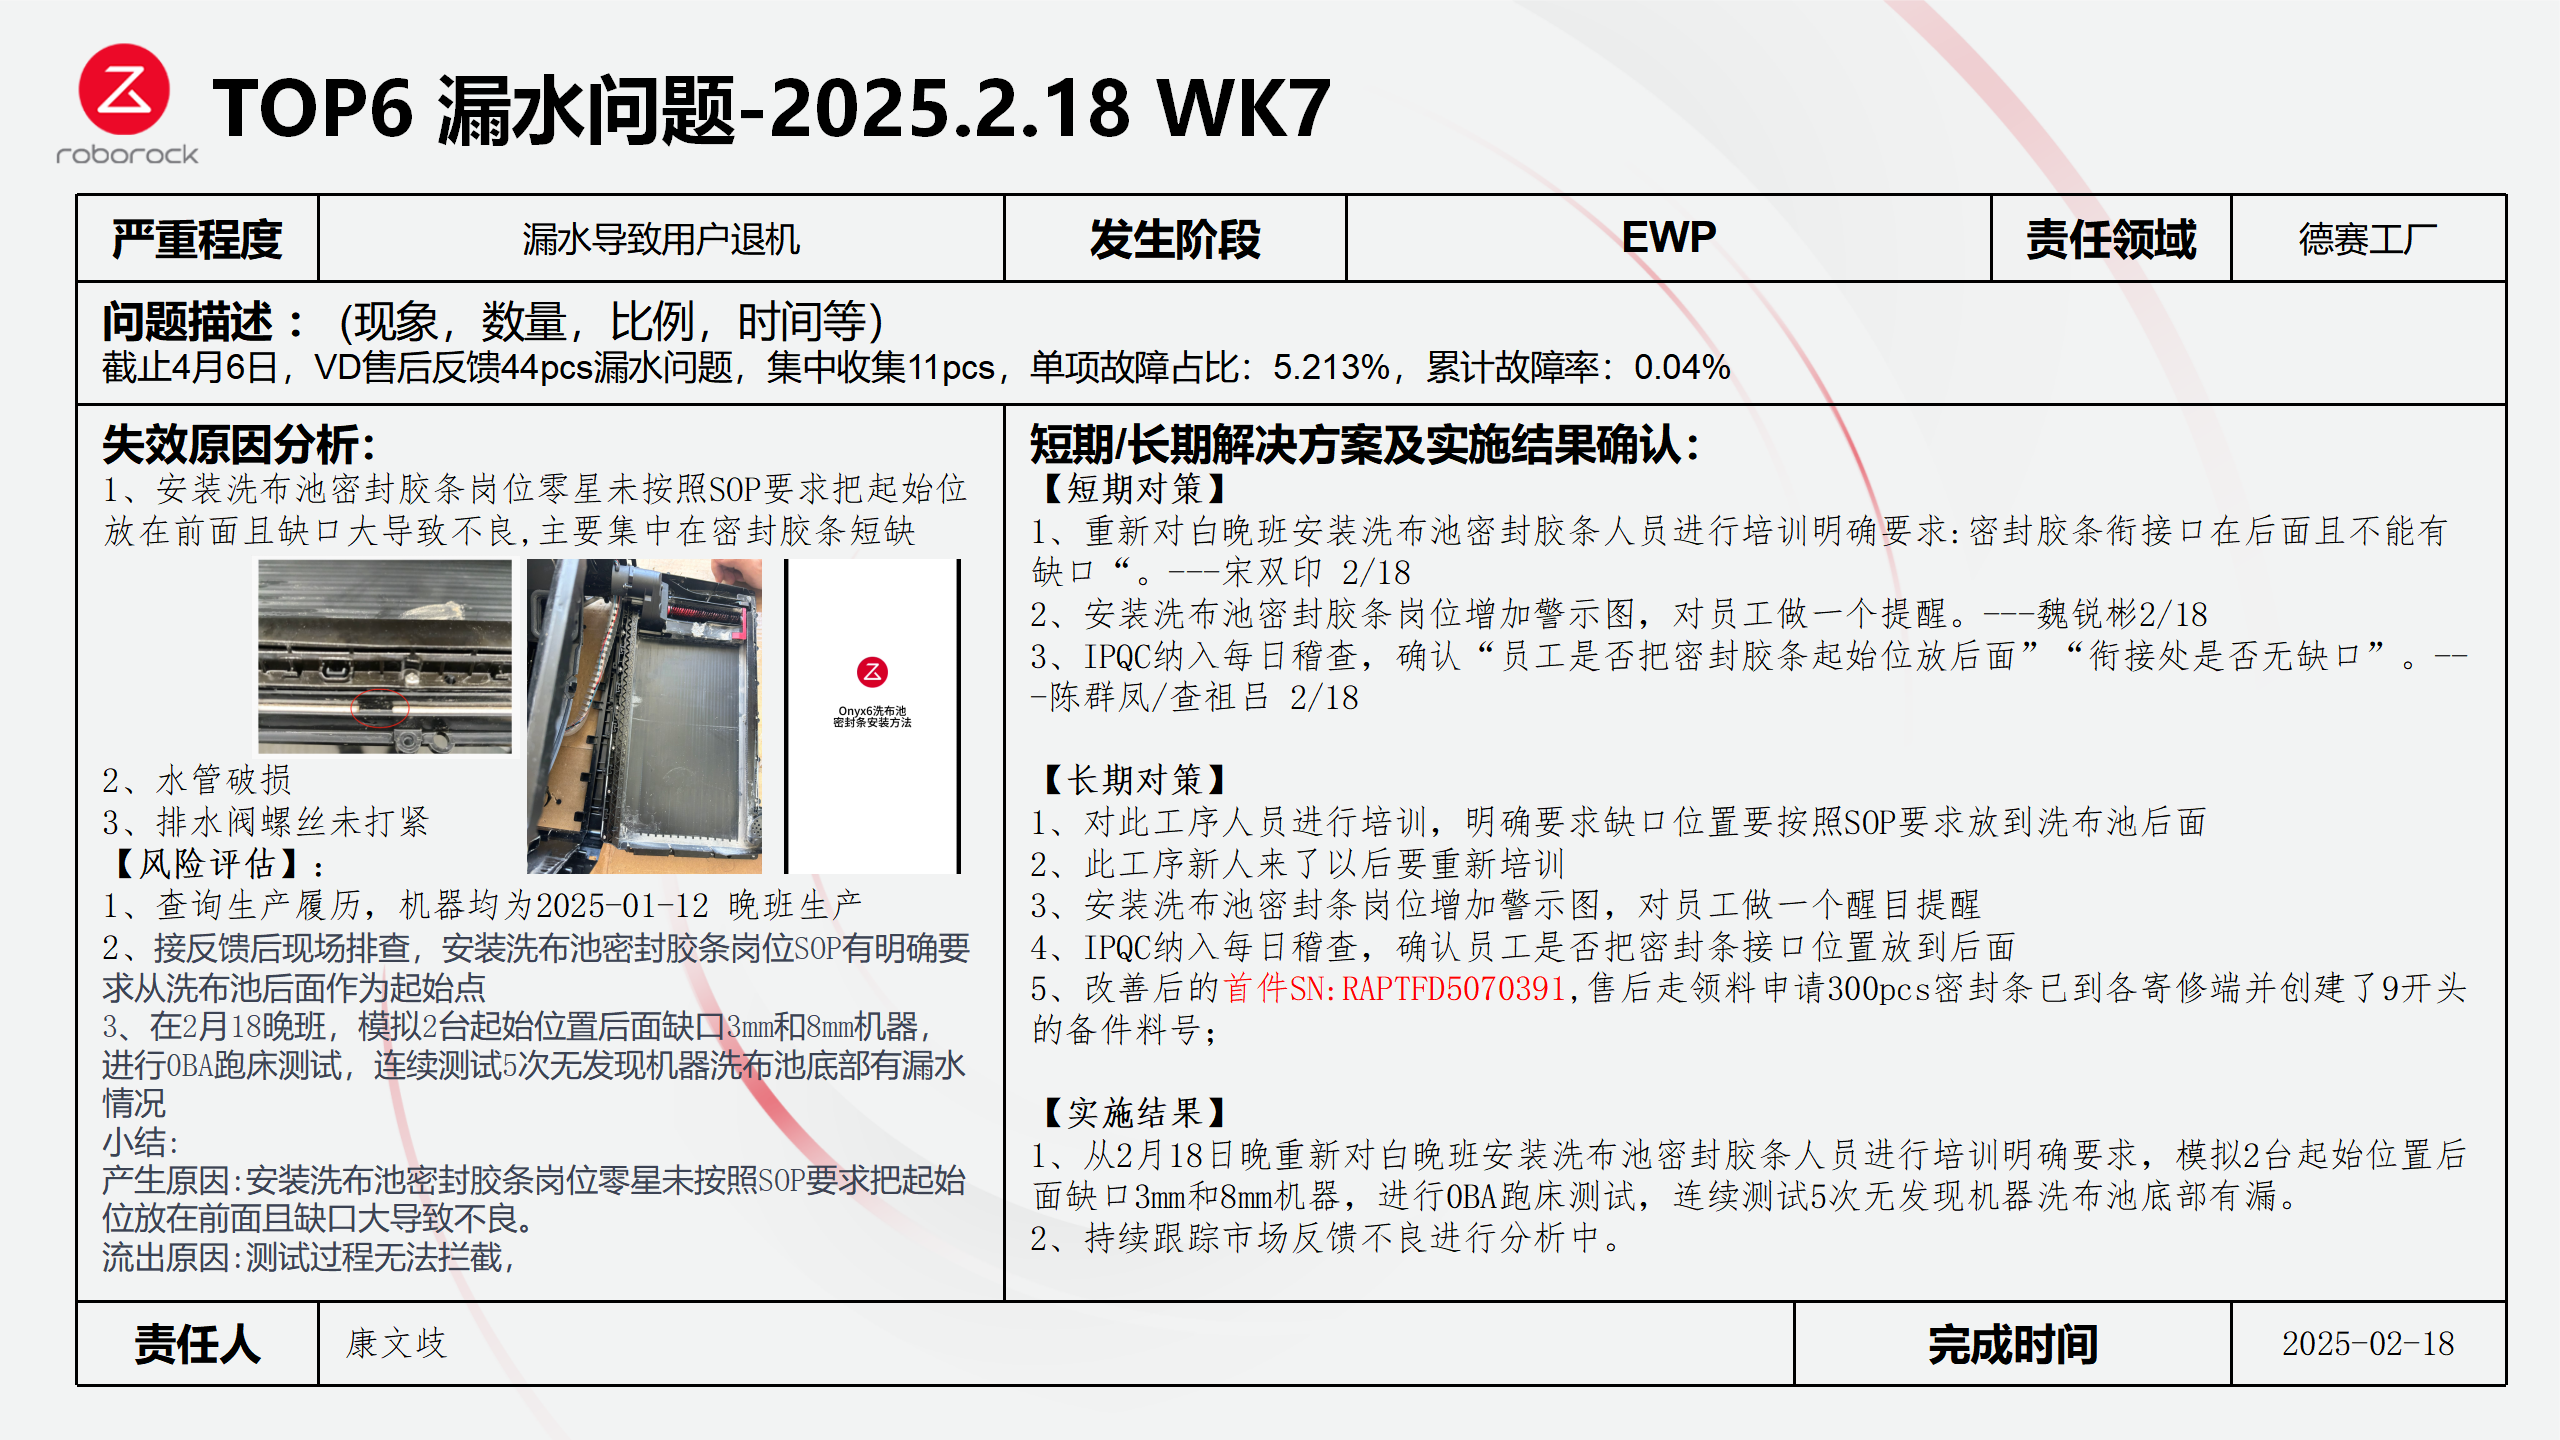 roborock
TOP6 漏水问题-2025.2.18 WK7
严重程度
漏水导致用户退机
发生阶段
EWP
责任领域
德赛工厂
问题描述 ：（现象，数量，比例，时间等）
截止4月6日，VD售后反馈44pcs漏水问题，集中收集11pcs，单项故障占比：5.213%，累计故障率：0.04%
失效原因分析：
1、安装洗布池密封胶条岗位零星未按照SOP要求把起始位
放在前面且缺口大导致不良,主要集中在密封胶条短缺
Onyx6洗布池
密封条安装方法
2、水管破损
3、排水阀螺丝未打紧
【风险评估】：
1、查询生产履历，机器均为2025-01-12 晚班生产
2、接反馈后现场排查，安装洗布池密封胶条岗位SOP有明确要
求从洗布池后面作为起始点
3、在2月18晚班，模拟2台起始位置后面缺口3mm和8mm机器，
进行OBA跑床测试，连续测试5次无发现机器洗布池底部有漏水
情况
小结：
产生原因:安装洗布池密封胶条岗位零星未按照SOP要求把起始
位放在前面且缺口大导致不良。
流出原因:测试过程无法拦截，
短期/长期解决方案及实施结果确认：
【短期对策】
1、重新对白晚班安装洗布池密封胶条人员进行培训明确要求:密封胶条衔接口在后面且不能有
缺口“。---宋双印 2/18
2、安装洗布池密封胶条岗位增加警示图，对员工做一个提醒。---魏锐彬2/18
3、IPQC纳入每日稽查，确认“员工是否把密封胶条起始位放后面”“衔接处是否无缺口”。--
-陈群凤/查祖吕 2/18
【长期对策】
1、对此工序人员进行培训，明确要求缺口位置要按照SOP要求放到洗布池后面
2、此工序新人来了以后要重新培训
3、安装洗布池密封条岗位增加警示图，对员工做一个醒目提醒
4、IPQC纳入每日稽查，确认员工是否把密封条接口位置放到后面
5、改善后的首件SN:RAPTFD5070391,售后走领料申请300pcs密封条已到各寄修端并创建了9开头
的备件料号；
【实施结果】
1、从2月18日晚重新对白晚班安装洗布池密封胶条人员进行培训明确要求，模拟2台起始位置后
面缺口3mm和8mm机器，进行OBA跑床测试，连续测试5次无发现机器洗布池底部有漏。
2、持续跟踪市场反馈不良进行分析中。
责任人
康文歧
完成时间
2025-02-18